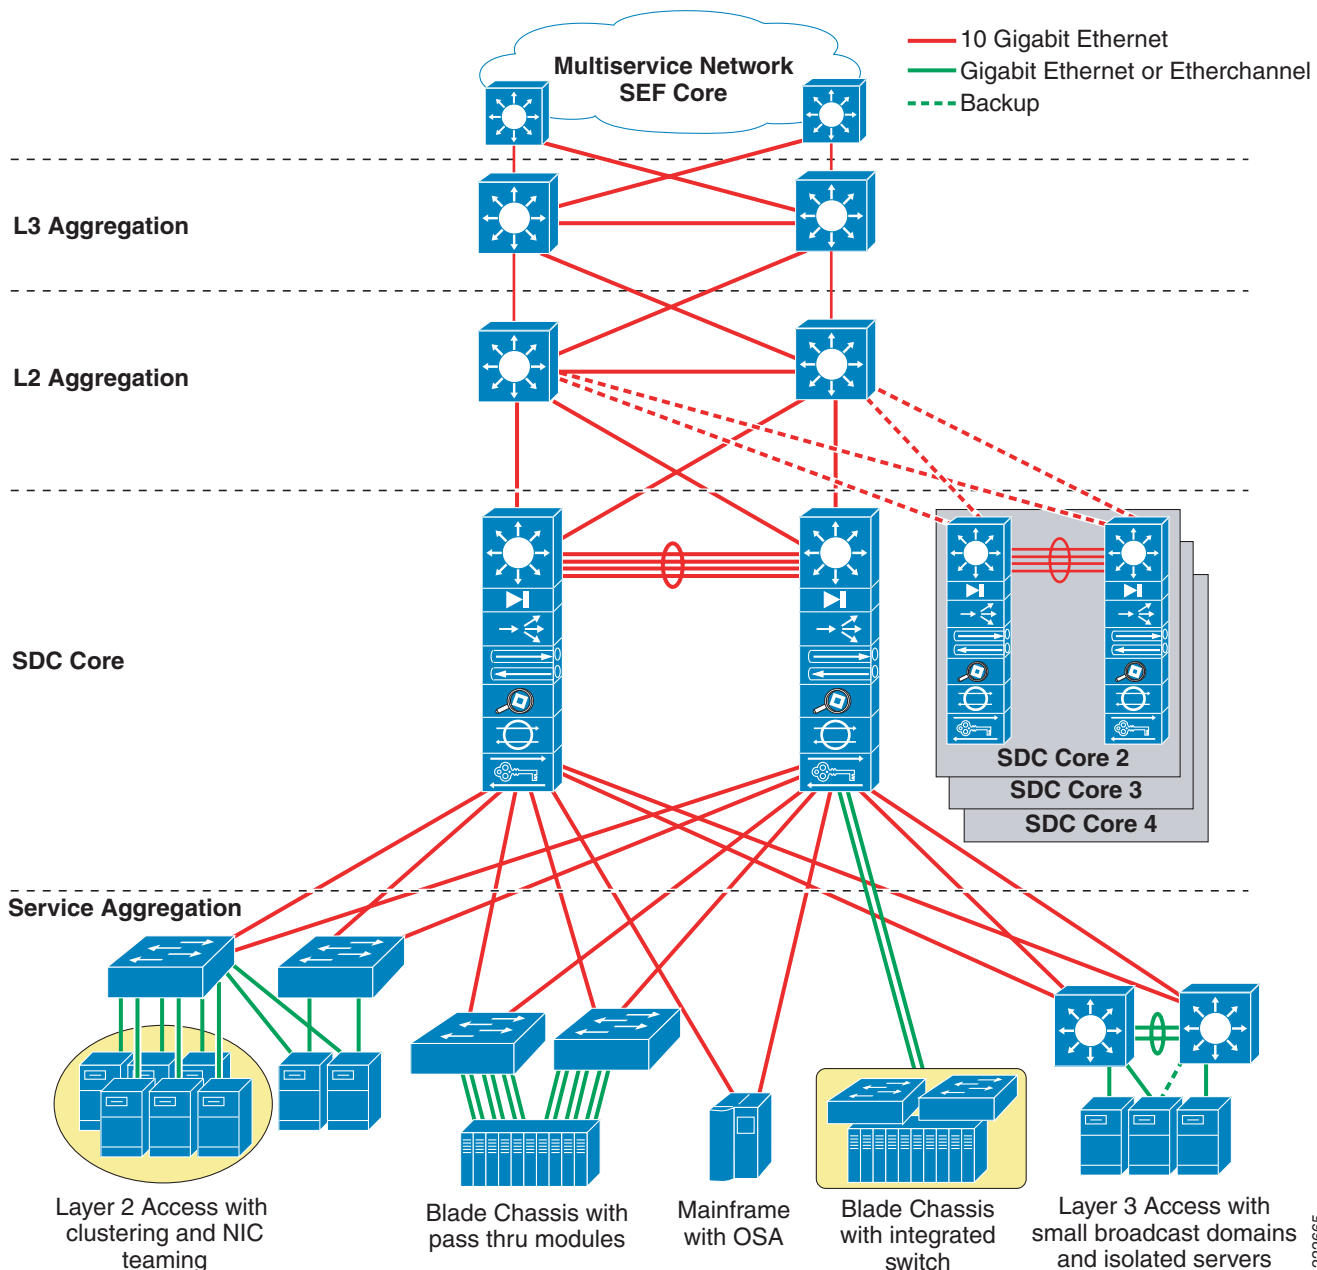 Multiservice Network
SEF Core
10 Gigabit Ethernet
Gigabit Ethernet or Etherchannel
Backup
L3 Aggregation
L2 Aggregation
SDC Core
SDC Core 2
SDC Core 3
SDC Core 4
Service Aggregation
Layer 2 Access with
clustering and NIC
teaming
Blade Chassis with
pass thru modules
Mainframe
with OSA
Blade Chassis
with integrated
switch
Layer 3 Access with
small broadcast domains
and isolated servers